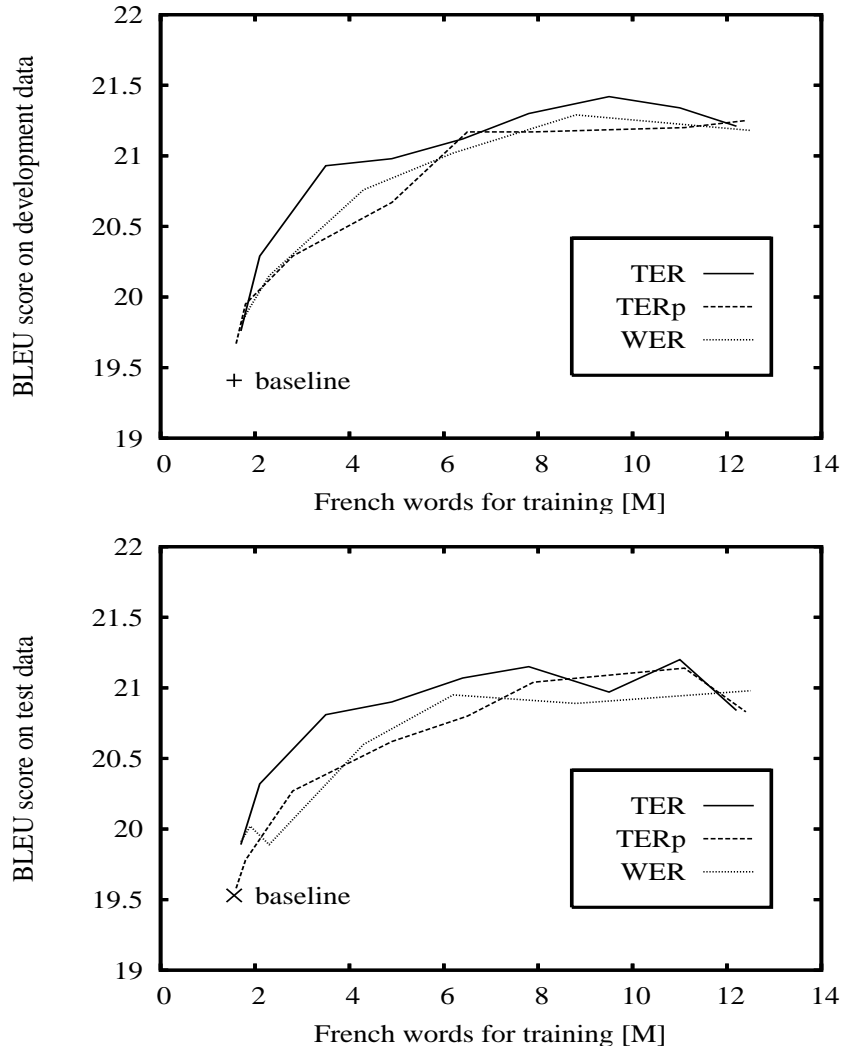 22
21.5
21
20.5
20
19.5
19
BLEU score on development data
TER
TERp
WER
baseline
0 2 4 6 8 10 12 14
French words for training [M]
22
21.5
21
20.5
20
19.5
19
BLEU score on test data
TER
TERp
WER
baseline
0 2 4 6 8 10 12 14
French words for training [M]